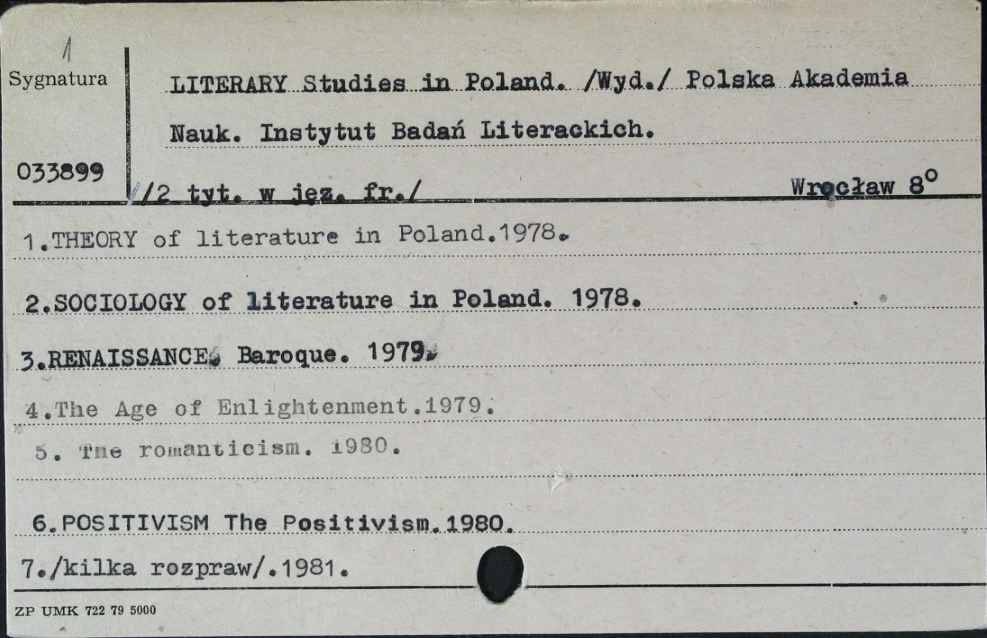 1
Sygnatura
LITERARY Studies in Poland. /Wyd./ Polska Akademia
Nauk. Instytut Badań Literackich.
033899
/2 tyt. w jęz. fr./ Wrocław 8°
1.THEORY of literature in Poland.1978.
2.SOCIOLOGY of literature in Poland. 1978.
3.RENAISSANCE, Baroque. 1979.
4.The Age of Enlightenment.1979.
5. The romanticism. 1980.
6.POSITIVISM The Positivism.1980.
7./kilka rozpraw/.1981.
ZP UMK 722 79 5000